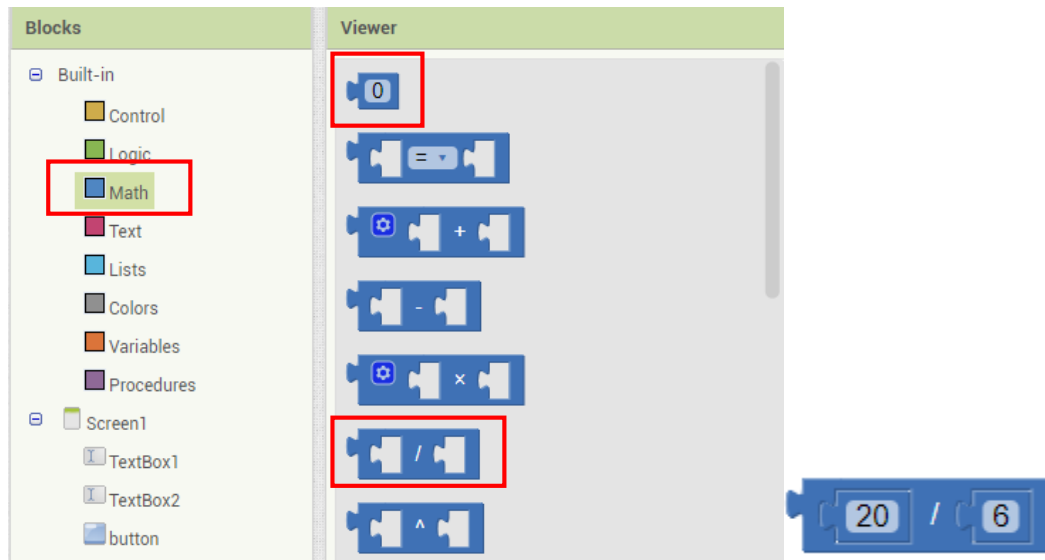 Blocks
Built-in
Control
Logic
Math
Text
Lists
Colors
Variables
Procedures
Screen1
TextBox1
TextBox2
button
Viewer
0
=
+
-
×
/
^
20 / 6